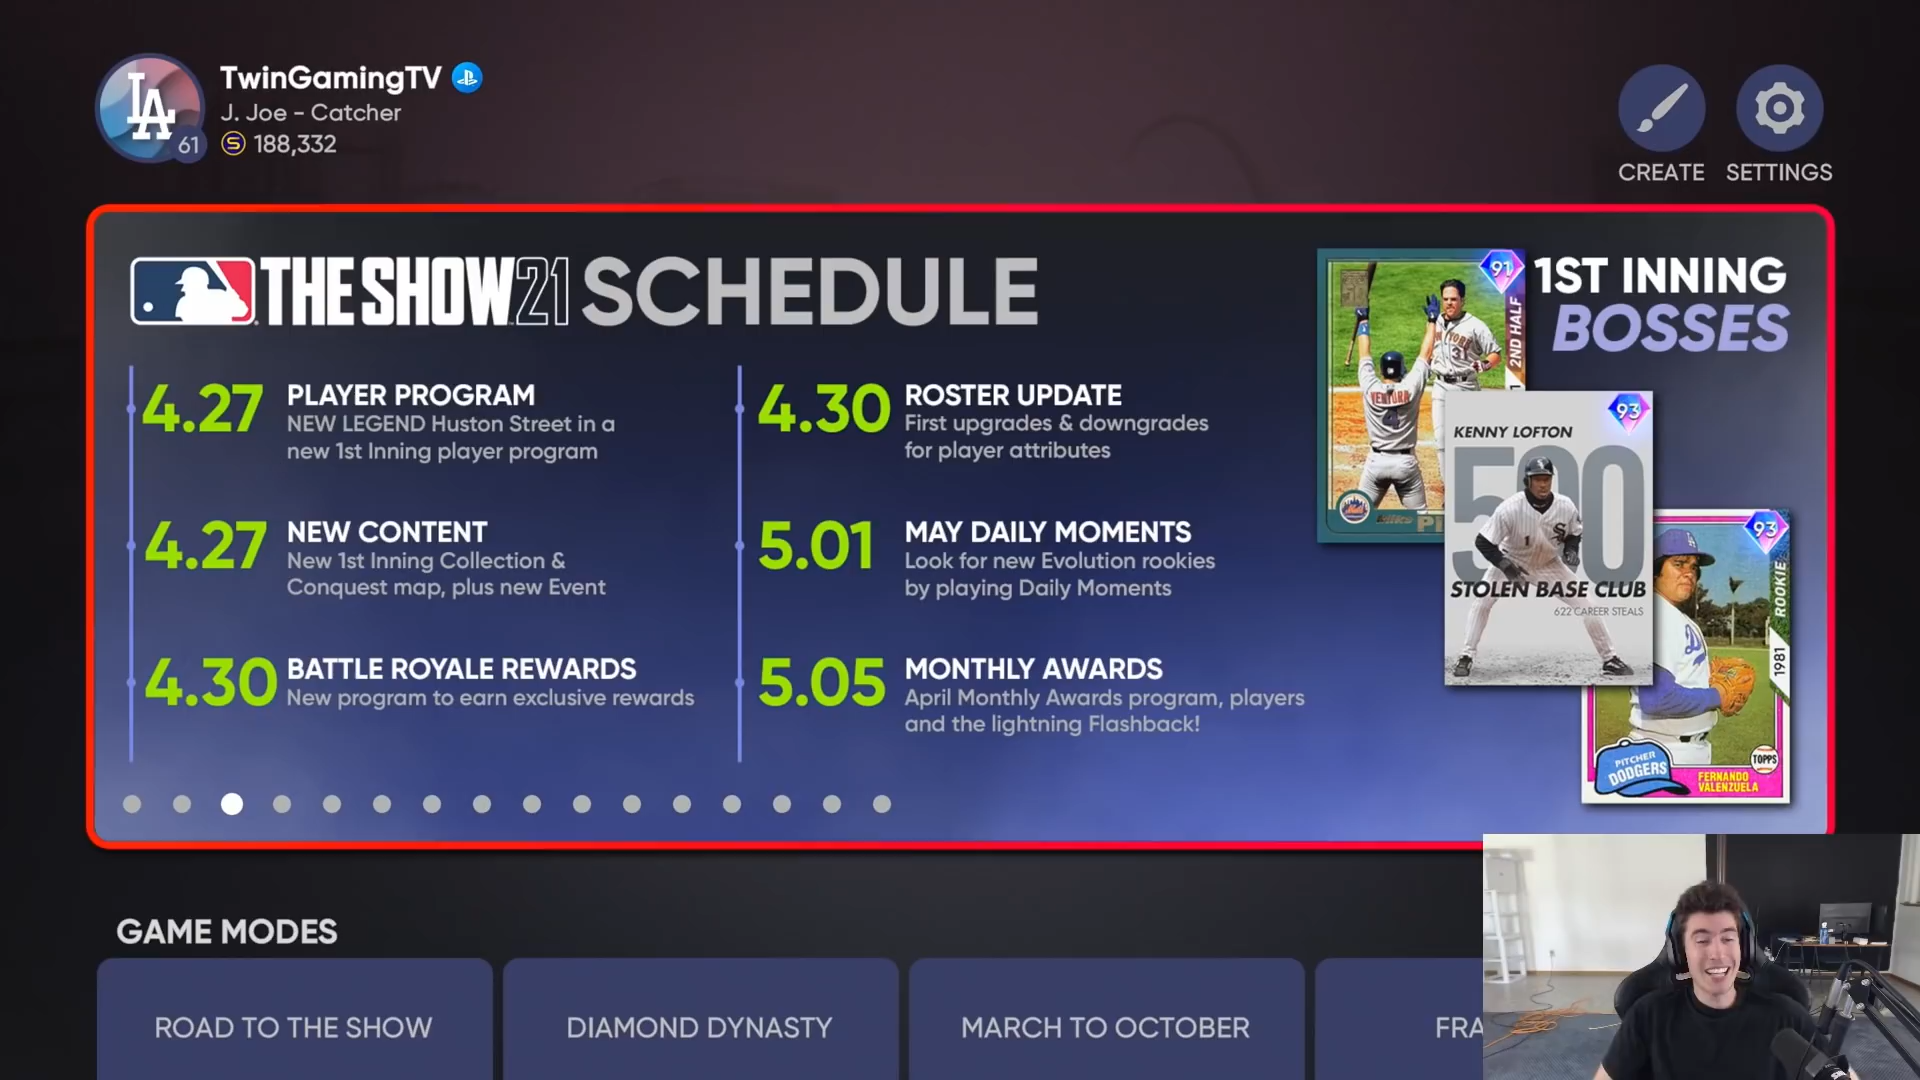 TwinGamingTV
J. Joe - Catcher
61
188,332
CREATE
SETTINGS
THE SHOW 21 SCHEDULE
4.27 PLAYER PROGRAM
NEW LEGEND Huston Street in a
new 1st Inning player program
4.27 NEW CONTENT
New 1st Inning Collection &
Conquest map, plus new Event
4.30 BATTLE ROYALE REWARDS
New program to earn exclusive rewards
4.30 ROSTER UPDATE
First upgrades & downgrades
for player attributes
5.01 MAY DAILY MOMENTS
Look for new Evolution rookies
by playing Daily Moments
5.05 MONTHLY AWARDS
April Monthly Awards program, players
and the lightning Flashback!
1ST INNING
BOSSES
91
2ND HALF
VENTURA
4
31
93
KENNY LOFTON
500
STOLEN BASE CLUB
622 CAREER STEALS
93
ROOKIE
1981
PITCHER
DODGERS
TOPPS
FERNANDO
VALENZUELA
GAME MODES
ROAD TO THE SHOW
DIAMOND DYNASTY
MARCH TO OCTOBER
FRA